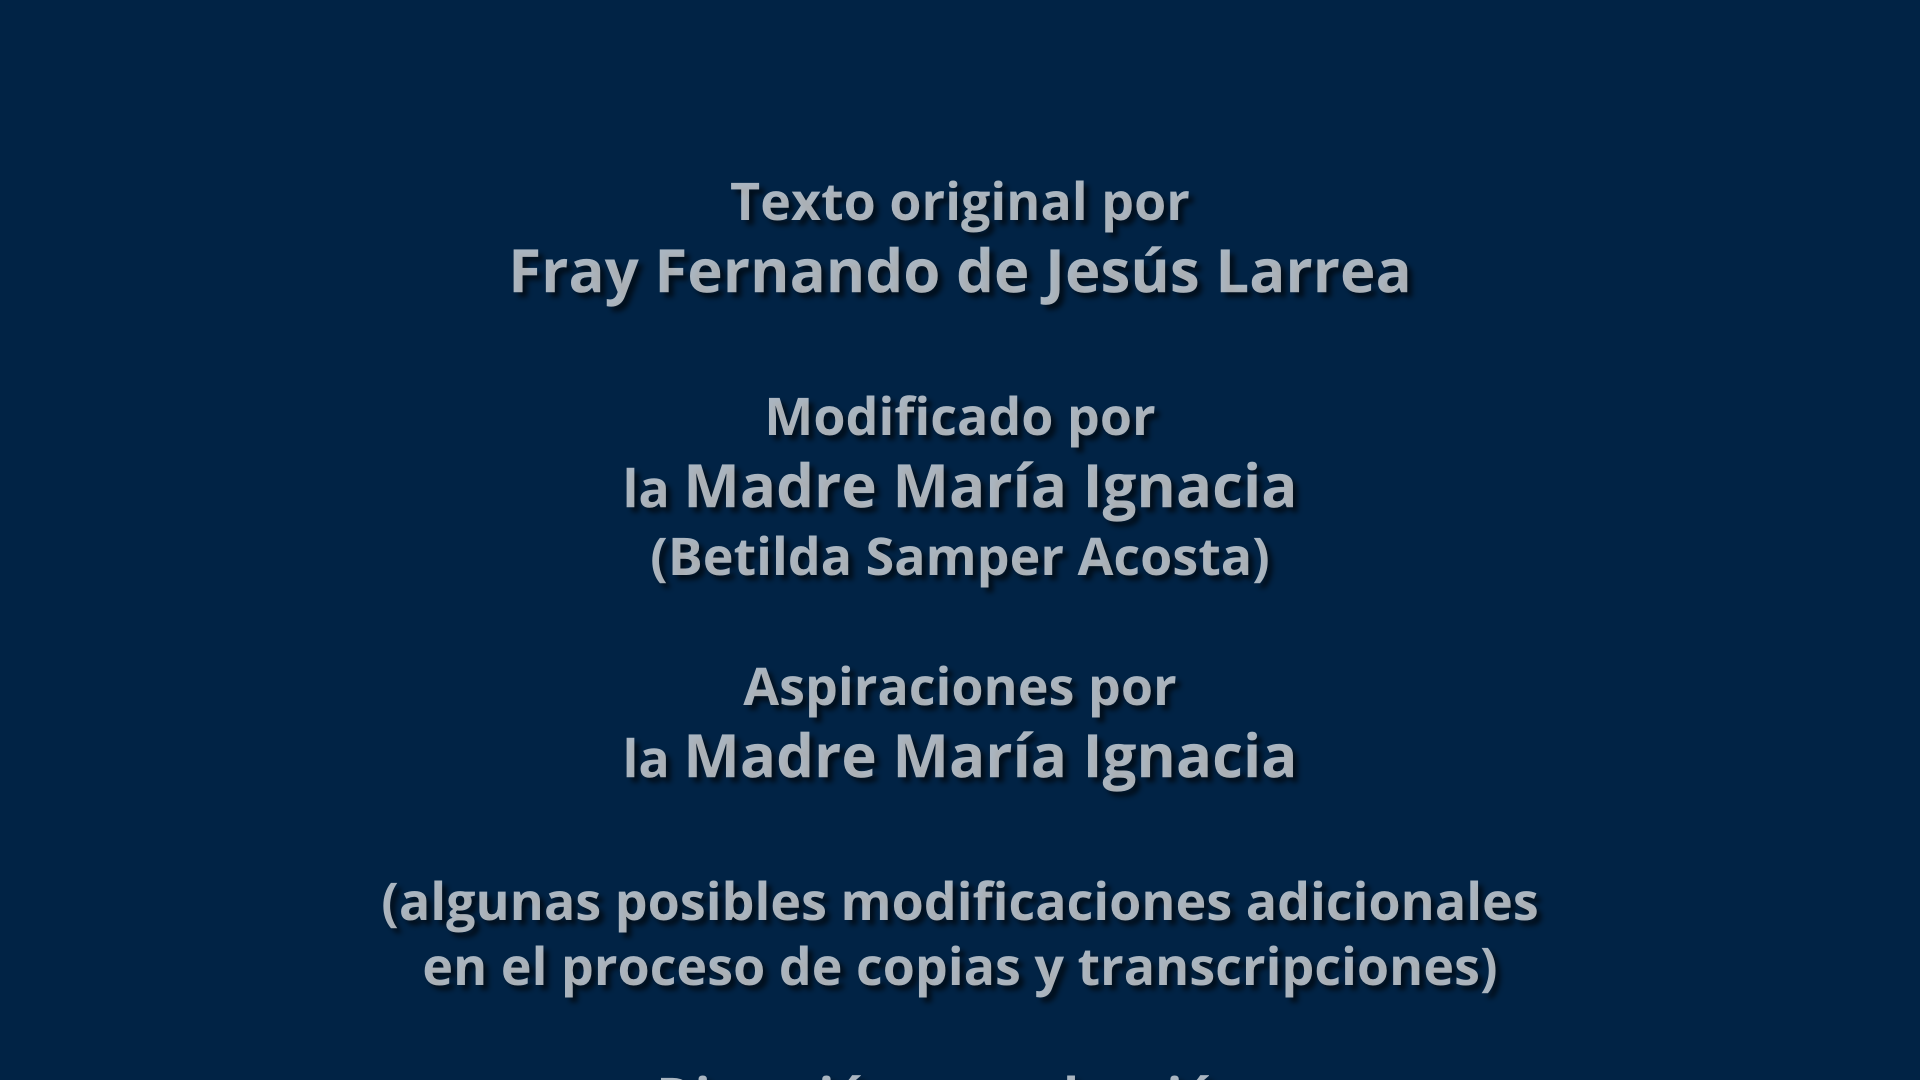 Texto original por
Fray Fernando de Jesús Larrea
Modificado por
la Madre María Ignacia
(Betilda Samper Acosta)
Aspiraciones por
la Madre María Ignacia
(algunas posibles modificaciones adicionales
en el proceso de copias y transcripciones)